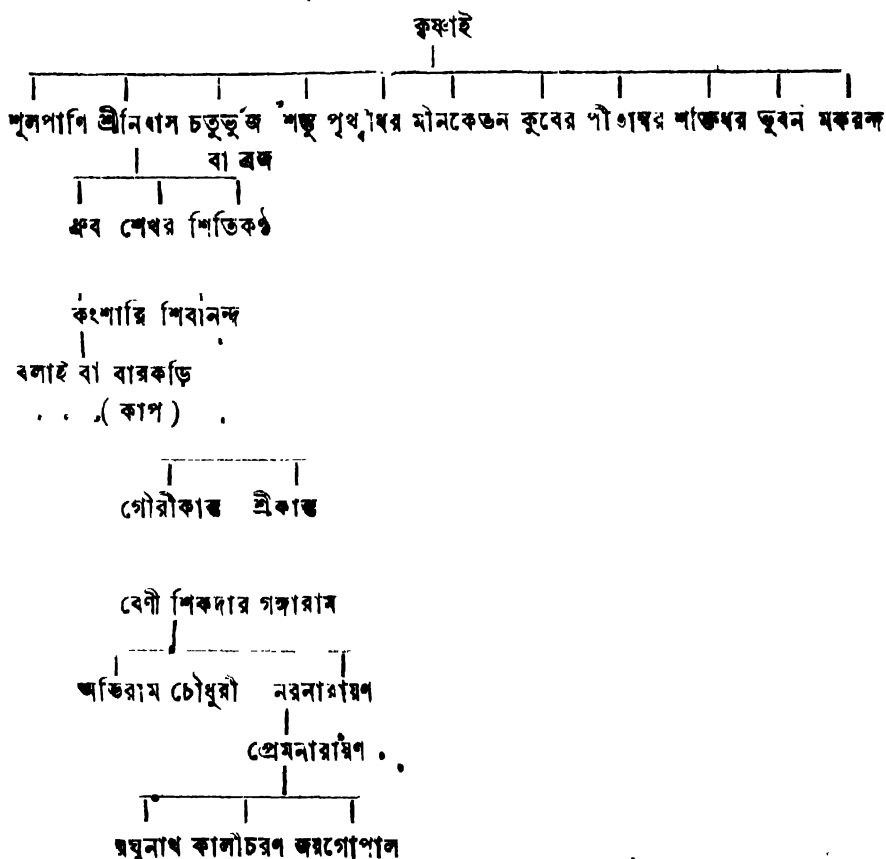 কৃষ্ণাই
শূলপাণি শ্রীনিবাস চতুর্ভুজ শম্ভু পৃথ্বীধর মীনকেতন কুবের পীতাম্বর শক্তিধর ভুবন মকরন্দ
বা ব্রজ
ধ্রুব শেখর শিতিকণ্ঠ
কংশারি শিবানন্দ
বলাই বা বারকড়ি
( কাপ )
গৌরীকান্ত শ্রীকান্ত
বেণী শিকদার গঙ্গারাম
অভিরাম চৌধুরী নরনারায়ণ
প্রেমনারায়ণ
রঘুনাথ কালীচরণ জয়গোপাল